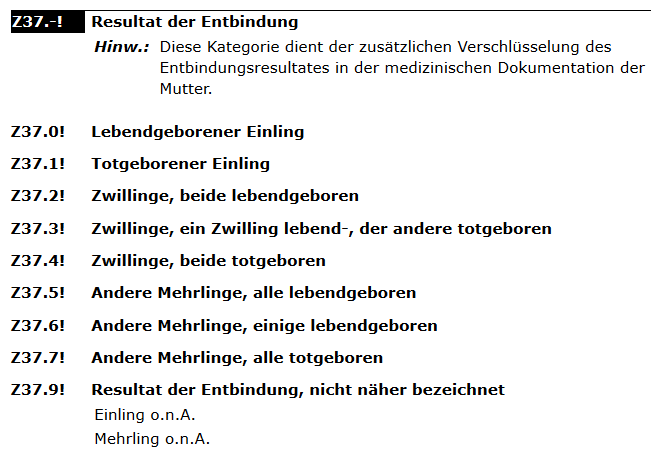 Z37.-! Resultat der Entbindung
Hinw.: Diese Kategorie dient der zusätzlichen Verschlüsselung des
Entbindungsresultates in der medizinischen Dokumentation der
Mutter.
Z37.0! Lebendgeborener Einling
Z37.1! Totgeborener Einling
Z37.2! Zwillinge, beide lebendgeboren
Z37.3! Zwillinge, ein Zwilling lebend-, der andere totgeboren
Z37.4! Zwillinge, beide totgeboren
Z37.5! Andere Mehrlinge, alle lebendgeboren
Z37.6! Andere Mehrlinge, einige lebendgeboren
Z37.7! Andere Mehrlinge, alle totgeboren
Z37.9! Resultat der Entbindung, nicht näher bezeichnet
Einling o.n.A.
Mehrling o.n.A.